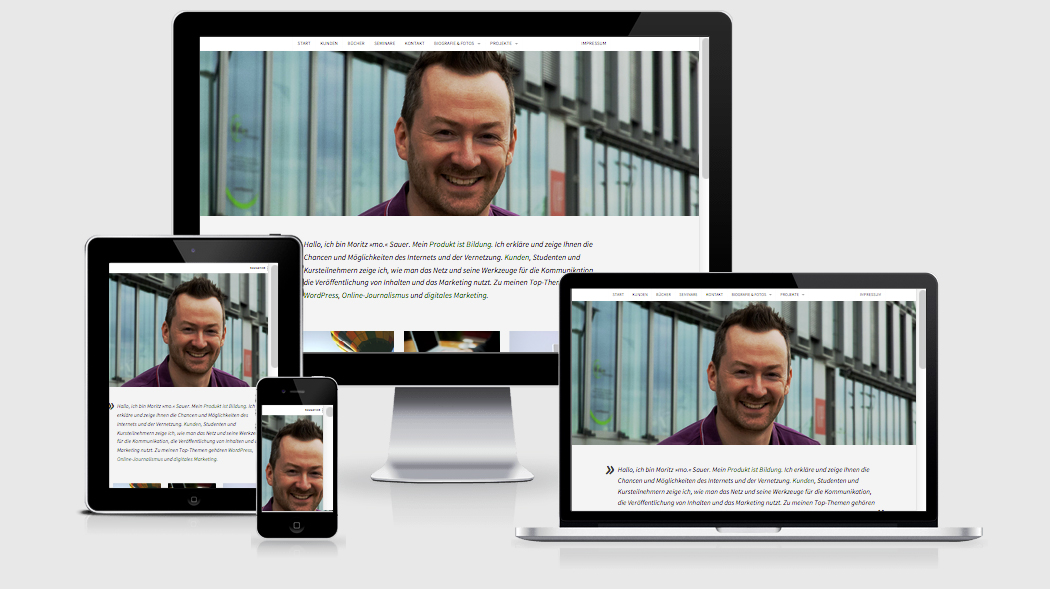 START KUNDEN BÜCHER SEMINARE KONTAKT BIOGRAFIE & FOTOS PROJEKTE IMPRESSUM
Hallo, ich bin Moritz «mo.« Sauer. Mein Produkt ist Bildung. Ich erkläre und zeige Ihnen die
Chancen und Möglichkeiten des Internets und der Vernetzung. Kunden, Studenten und
Kursteilnehmern zeige ich, wie man das Netz und seine Werkzeuge für die Kommunikation,
die Veröffentlichung von Inhalten und das Marketing nutzt. Zu meinen Top-Them
WordPress, Online-Journalismus und digitales Marketing.
» Hallo, ich bin Moritz «mo.« Sauer. Mein Produkt ist Bildung. Ich
erkläre und zeige Ihnen die Chancen und Möglichkeiten des
Internets und der Vernetzung. Kunden, Studenten und
Kursteilnehmern zeige ich, wie man das Netz und seine Werkze
für die Kommunikation, die Veröffentlichung von Inhalten und
Marketing nutzt. Zu meinen Top-Themen gehören WordPress,
Online-Journalismus und digitales Marketing.
START KUNDEN BÜCHER SEMINARE KONTAKT BIOGRAFIE & FOTOS PROJEKTE IMPRESSUM
» Hallo, ich bin Moritz «mo.« Sauer. Mein Produkt ist Bildung. Ich erkläre und zeige Ihnen die
Chancen und Möglichkeiten des Internets und der Vernetzung. Kunden, Studenten und
Kursteilnehmern zeige ich, wie man das Netz und seine Werkzeuge für die Kommunikation,
die Veröffentlichung von Inhalten und das Marketing nutzt. Zu meinen Top-Themen gehören